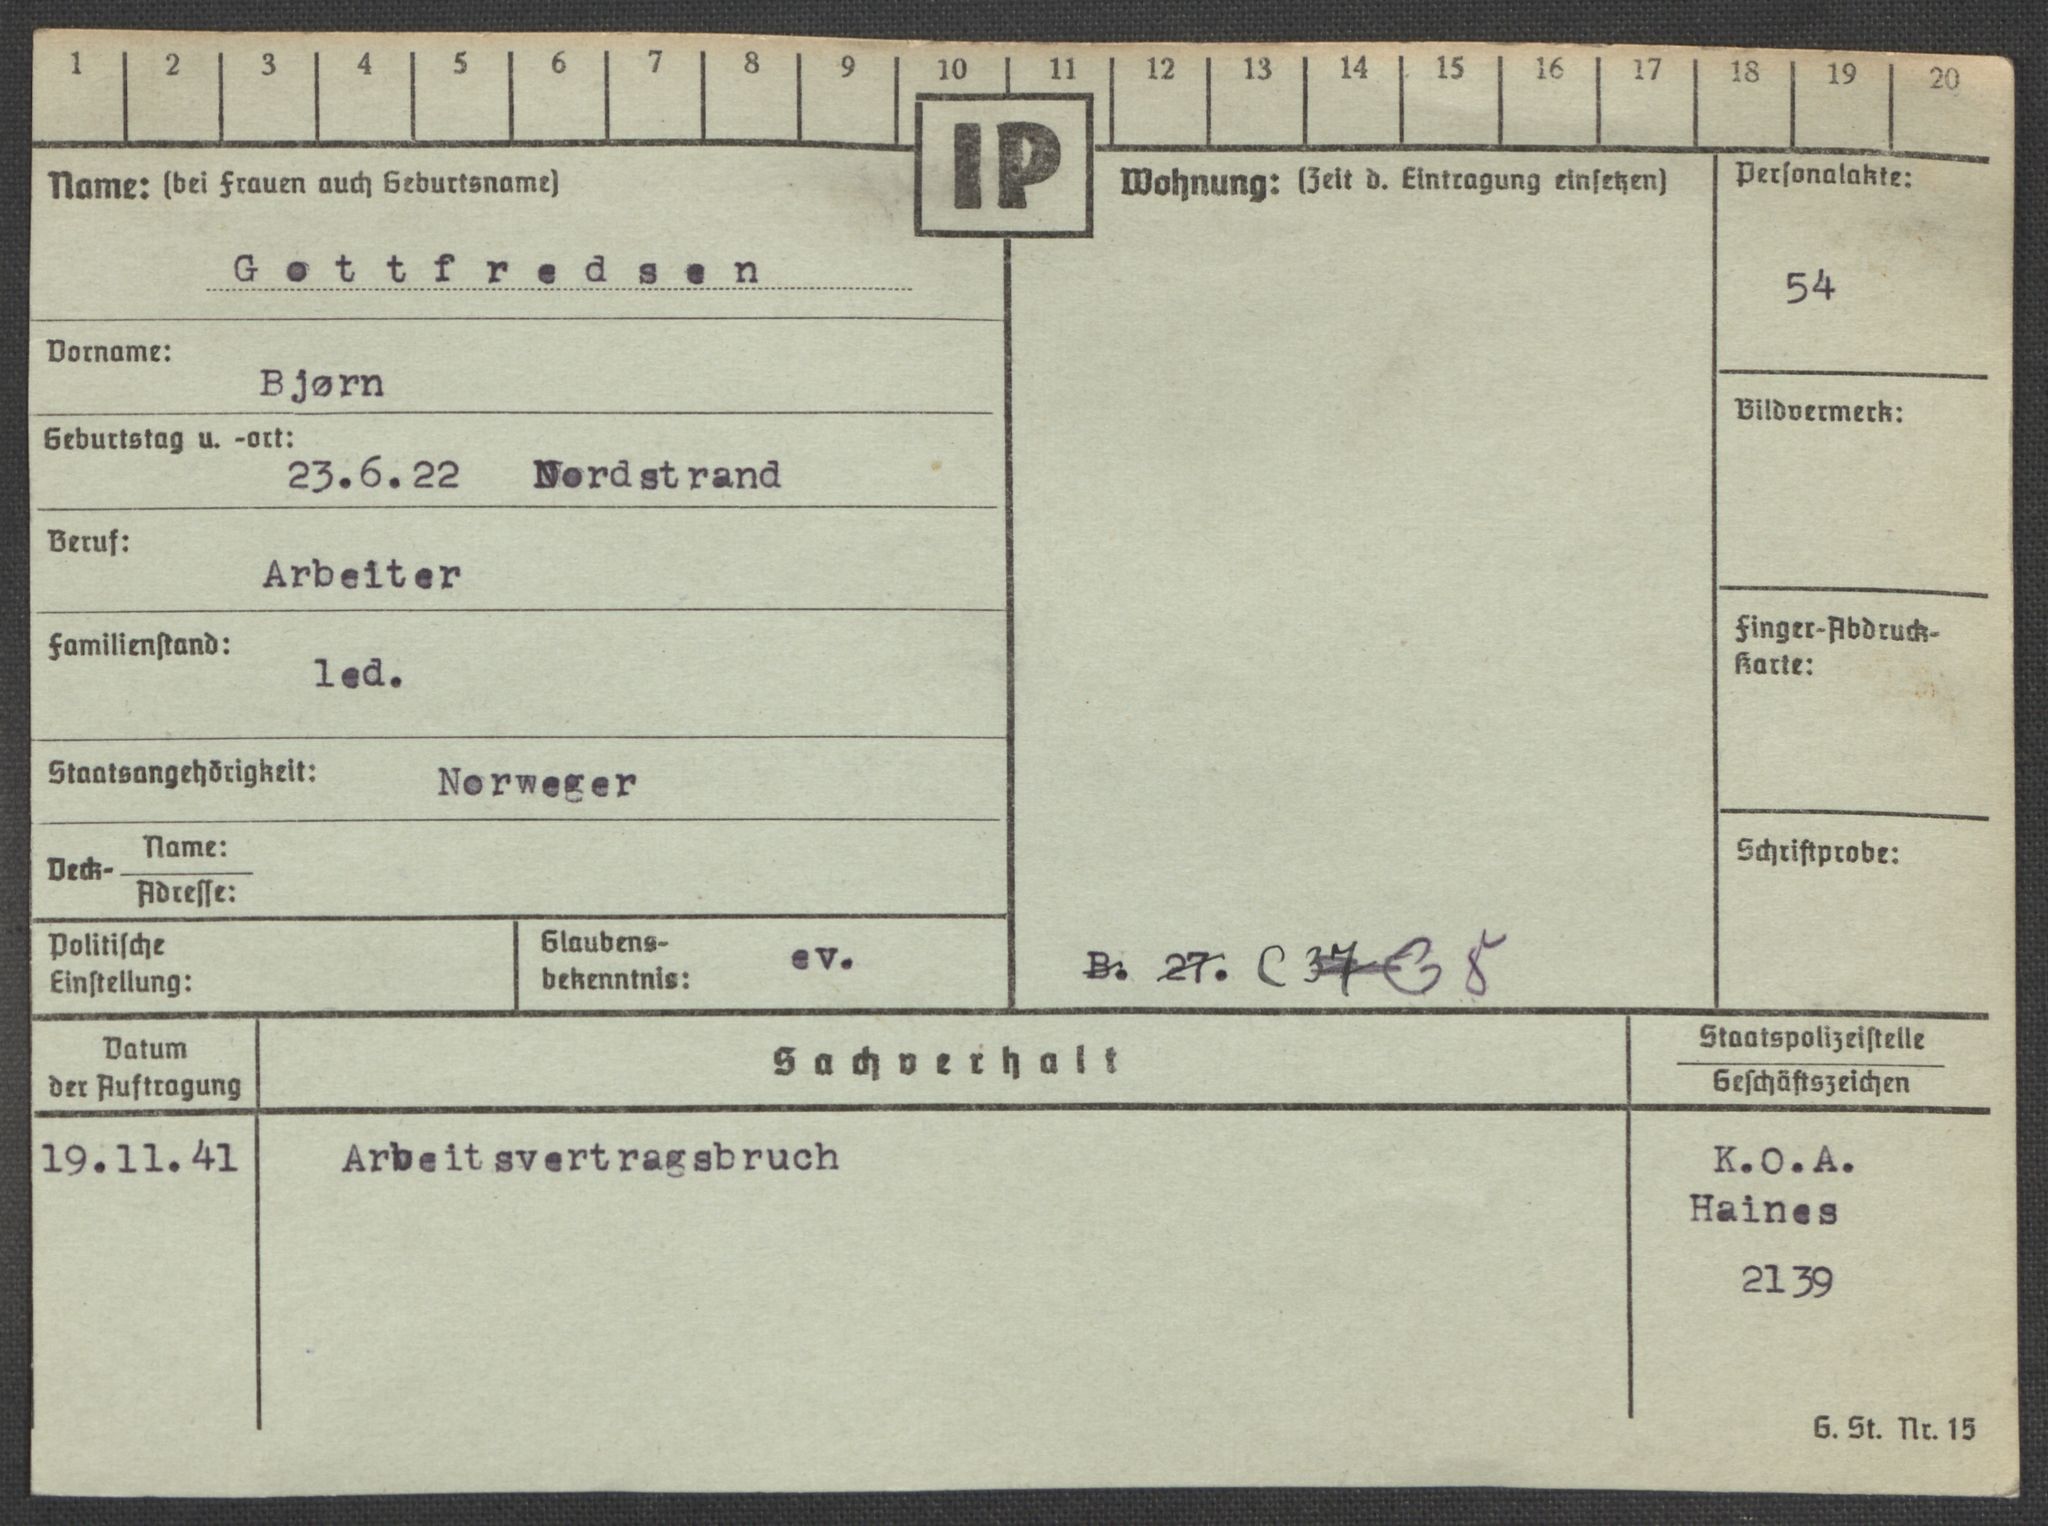 1 2 3 4 5 6 7 8 9 10 11 12 13 14 15 16 17 18 19 20
IP
Name: (bei Frauen auch Geburtsname)
Gottfredsen
Vorname:
Bjørn
Geburtstag u. -ort:
23.6.22 Nordstrand
Beruf:
Arbeiter
Familienstand:
led.
Staatsangehörigkeit:
Norweger
Deck-
Name:
Adresse:
Politische
Einstellung:
Glaubens-
bekenntnis:
ev.
Wohnung: (Zeit d. Eintragung einsetzen)
B. 27. C 37
Personalakte:
54
Bildvermerk:
Finger-Abdruck-
Karte:
Schriftprobe:
Datum
der Auftragung
Sachverhalt
Staatspolizeistelle
Geschäftszeichen
19.11.41 Arbeitsvertragsbruch K.O.A.
Haines
2139
G. St. Nr. 15